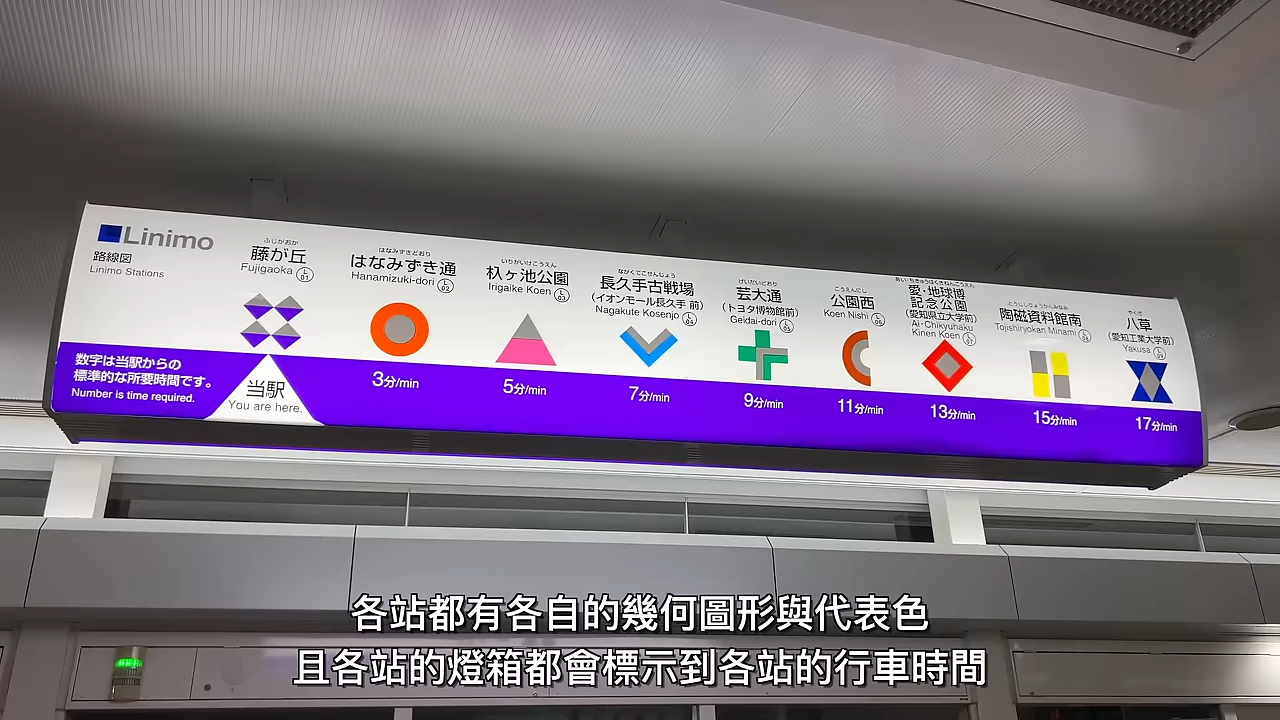 Linimo
路線図
Linimo Stations
ふじがおか
藤が丘
Fujigaoka L 01
はなみずきどおり
はなみずき通
Hanamizuki-dori L 02
いりがいけこうえん
杁ヶ池公園
Irigaike Koen L 03
ながくてこせんじょう
長久手古戦場
(イオンモール長久手 前)
Nagakute Kosenjo L 04
げいだいどおり
芸大通
(トヨタ博物館前)
Geidai-dori L 05
こうえんにし
公園西
Koen Nishi L 06
あい・ちきゅうはくきねんこうえん
愛・地球博
記念公園
(愛知県立大学前)
Ai・Chikyuhaku
Kinen Koen L 07
とうじしりょうかんみなみ
陶磁資料館南
Tojishiryokan Minami L 08
やくさ
八草
(愛知工業大学前)
Yakusa L 09
数字は当駅からの
標準的な所要時間です。
Number is time required.
当駅
You are here.
3分/min
5分/min
7分/min
9分/min
11分/min
13分/min
15分/min
17分/min
各站都有各自的幾何圖形與代表色
且各站的燈箱都會標示到各站的行車時間